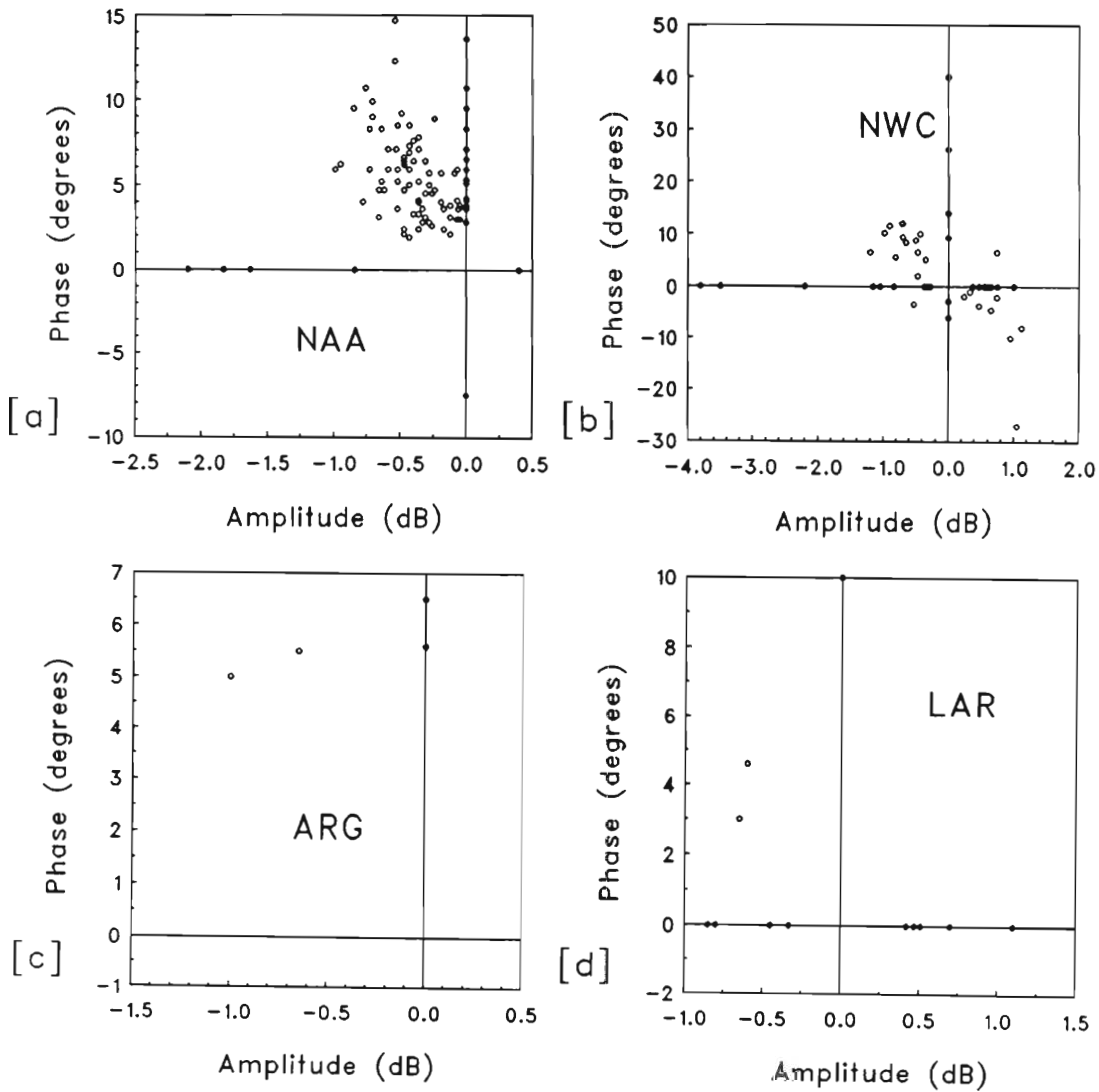 15
10
5
0
−5
−10
Phase (degrees)
NAA
[a]
−2.5 −2.0 −1.5 −1.0 −0.5 0.0 0.5
Amplitude (dB)
50
40
30
20
10
0
−10
−20
−30
Phase (degrees)
NWC
[b]
−4.0 −3.0 −2.0 −1.0 0.0 1.0 2.0
Amplitude (dB)
7
6
5
4
3
2
1
0
−1
Phase (degrees)
ARG
[c]
−1.5 −1.0 −0.5 0.0 0.5
Amplitude (dB)
10
8
6
4
2
0
−2
Phase (degrees)
LAR
[d]
−1.0 −0.5 0.0 0.5 1.0 1.5
Amplitude (dB)